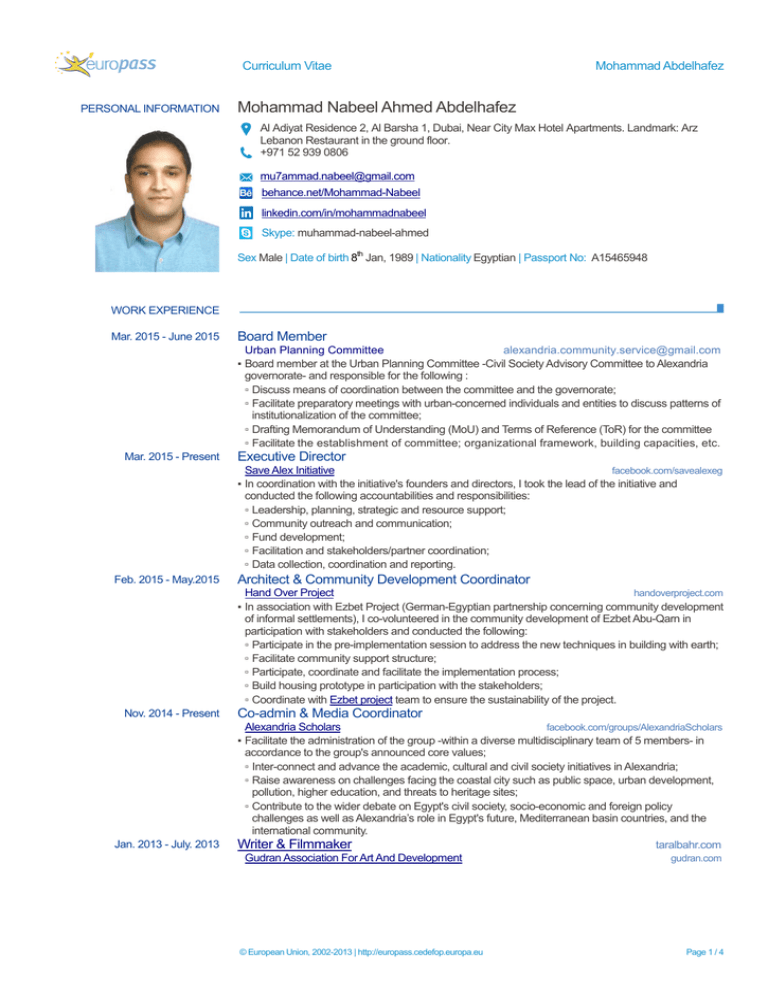 europass
Curriculum Vitae
Mohammad Abdelhafez
PERSONAL INFORMATION
Mohammad Nabeel Ahmed Abdelhafez
Al Adiyat Residence 2, Al Barsha 1, Dubai, Near City Max Hotel Apartments. Landmark: Arz
Lebanon Restaurant in the ground floor.
+971 52 939 0806
mu7ammad.nabeel@gmail.com
Bē behance.net/Mohammad-Nabeel
in linkedin.com/in/mohammadnabeel
S Skype: muhammad-nabeel-ahmed
Sex Male | Date of birth 8th Jan, 1989 | Nationality Egyptian | Passport No: A15465948
WORK EXPERIENCE
Mar. 2015 - June 2015
Board Member
Urban Planning Committee alexandria.community.service@gmail.com
▪ Board member at the Urban Planning Committee -Civil Society Advisory Committee to Alexandria
governorate- and responsible for the following :
▫ Discuss means of coordination between the committee and the governorate;
▫ Facilitate preparatory meetings with urban-concerned individuals and entities to discuss patterns of
institutionalization of the committee;
▫ Drafting Memorandum of Understanding (MoU) and Terms of Reference (ToR) for the committee
▫ Facilitate the establishment of committee; organizational framework, building capacities, etc.
Mar. 2015 - Present
Executive Director
Save Alex Initiative facebook.com/savealexeg
▪ In coordination with the initiative's founders and directors, I took the lead of the initiative and
conducted the following accountabilities and responsibilities:
▫ Leadership, planning, strategic and resource support;
▫ Community outreach and communication;
▫ Fund development;
▫ Facilitation and stakeholders/partner coordination;
▫ Data collection, coordination and reporting.
Feb. 2015 - May.2015
Architect & Community Development Coordinator
Hand Over Project handoverproject.com
▪ In association with Ezbet Project (German-Egyptian partnership concerning community development
of informal settlements), I co-volunteered in the community development of Ezbet Abu-Qarn in
participation with stakeholders and conducted the following:
▫ Participate in the pre-implementation session to address the new techniques in building with earth;
▫ Facilitate community support structure;
▫ Participate, coordinate and facilitate the implementation process;
▫ Build housing prototype in participation with the stakeholders;
▫ Coordinate with Ezbet project team to ensure the sustainability of the project.
Nov. 2014 - Present
Co-admin & Media Coordinator
Alexandria Scholars facebook.com/groups/AlexandriaScholars
▪ Facilitate the administration of the group -within a diverse multidisciplinary team of 5 members- in
accordance to the group's announced core values;
▫ Inter-connect and advance the academic, cultural and civil society initiatives in Alexandria;
▫ Raise awareness on challenges facing the coastal city such as public space, urban development,
pollution, higher education, and threats to heritage sites;
▫ Contribute to the wider debate on Egypt's civil society, socio-economic and foreign policy
challenges as well as Alexandria’s role in Egypt's future, Mediterranean basin countries, and the
international community.
Jan. 2013 - July. 2013
Writer & Filmmaker taralbahr.com
Gudran Association For Art And Development gudran.com
© European Union, 2002-2013 | http://europass.cedefop.europa.eu
Page 1 / 4